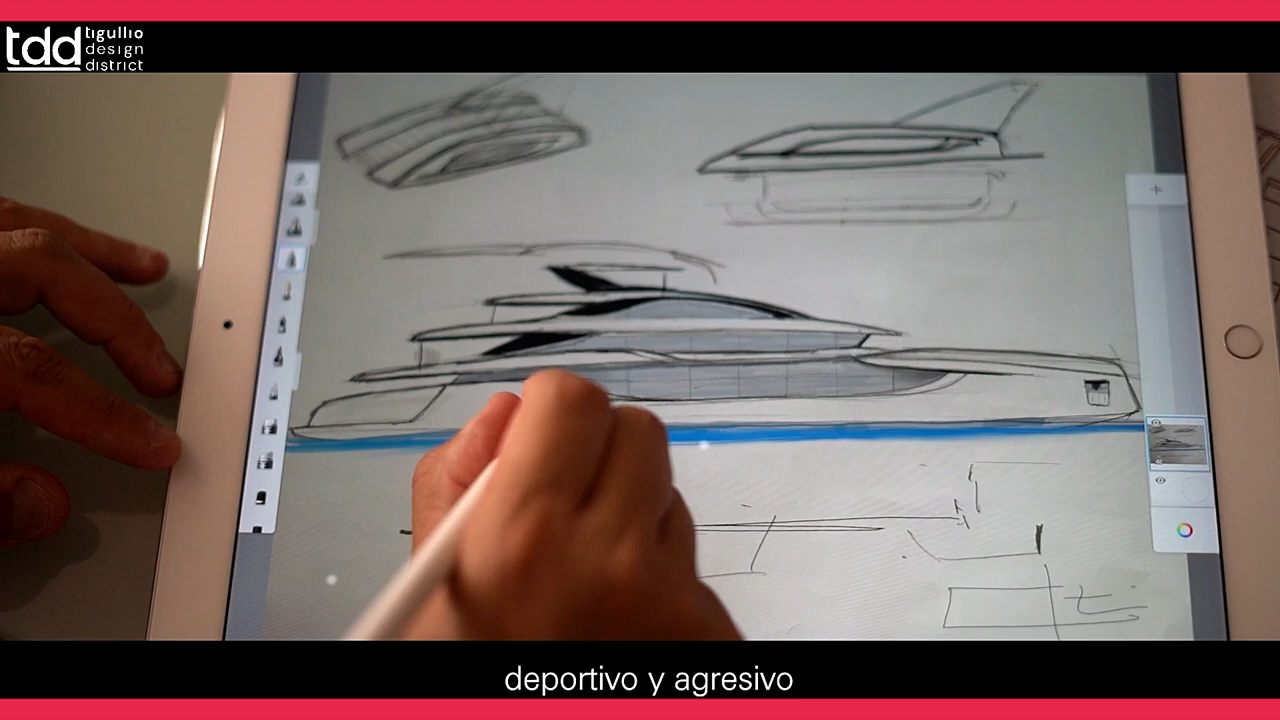 tdd
tigullio
design
district
deportivo y agresivo